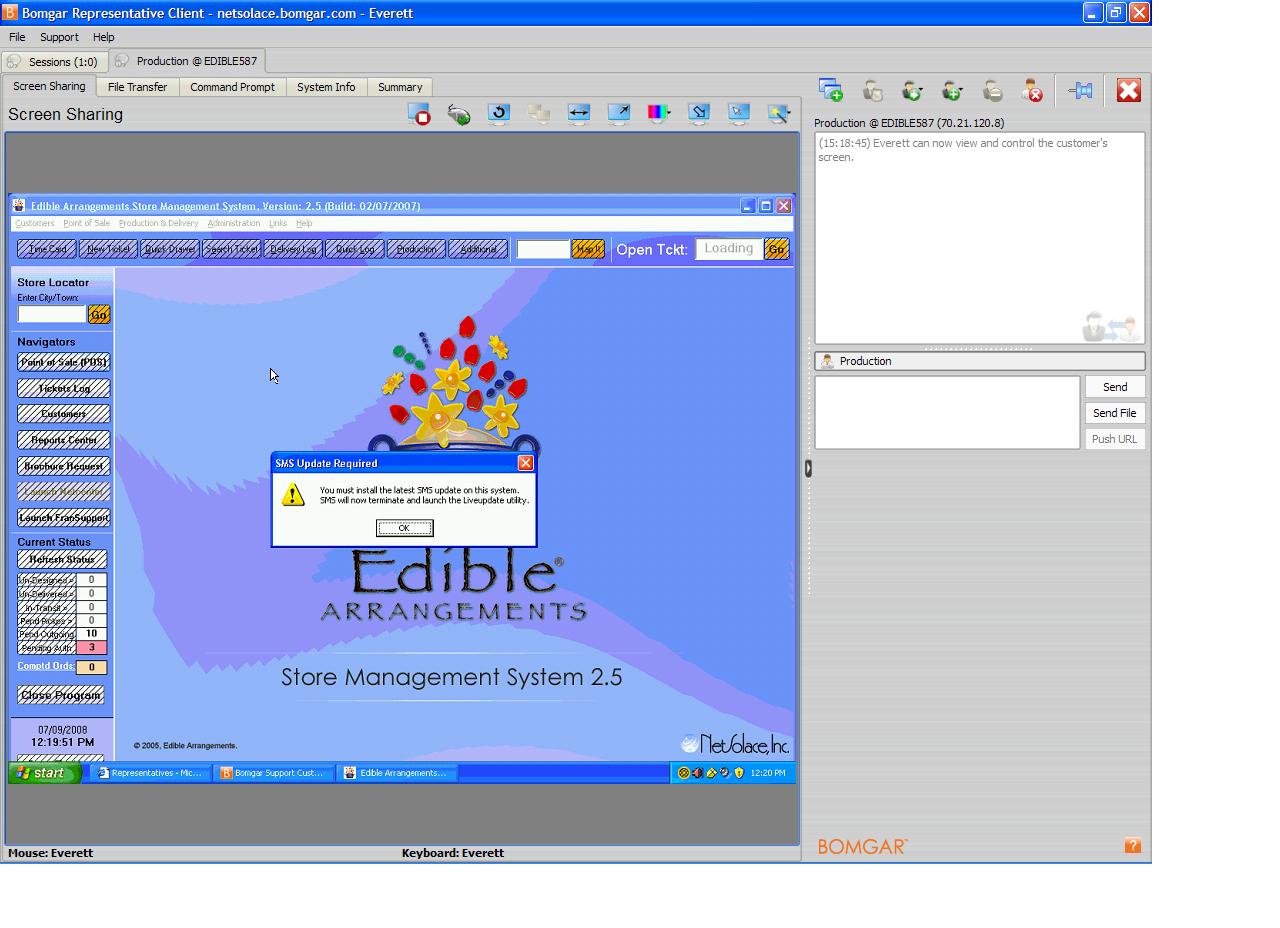 Bomgar Representative Client - netsolace.bomgar.com - Everett
File Support Help
Sessions (1:0) Production @ EDIBLE587
Screen Sharing File Transfer Command Prompt System Info Summary
Screen Sharing
Edible Arrangements Store Management System, Version: 2.5 (Build: 02/07/2007)
Customers Point of Sale Production & Delivery Administration Links Help
Time Card New Ticket Quick Drawer Search Ticket Delivery Log Quick Log Production Additional Map It Open Tckt: Loading Go
Store Locator
Enter City/Town:
Go
Navigators
Point of Sale (POS)
Tickets Log
Customers
Reports Center
Brochure Request
Launch Netcenter
Launch FranSupport
Current Status
Refresh Status
Un-Designed > 0
Un-Delivered > 0
In-Transit > 0
Pend Pickps > 0
Pend Outgoing 10
Pending Auth 3
Comptd Ords: 0
Close Program
07/09/2008
12:19:51 PM
SMS Update Required
You must install the latest SMS update on this system.
SMS will now terminate and launch the Liveupdate utility.
OK
Edible®
ARRANGEMENTS
Store Management System 2.5
© 2005, Edible Arrangements.
NetSolace, Inc.
start Representatives - Mic... Bomgar Support Cust... Edible Arrangements... 12:20 PM
Mouse: Everett Keyboard: Everett
Production @ EDIBLE587 (70.21.120.8)
(15:18:45) Everett can now view and control the customer's
screen.
Production
Send
Send File
Push URL
BOMGAR™